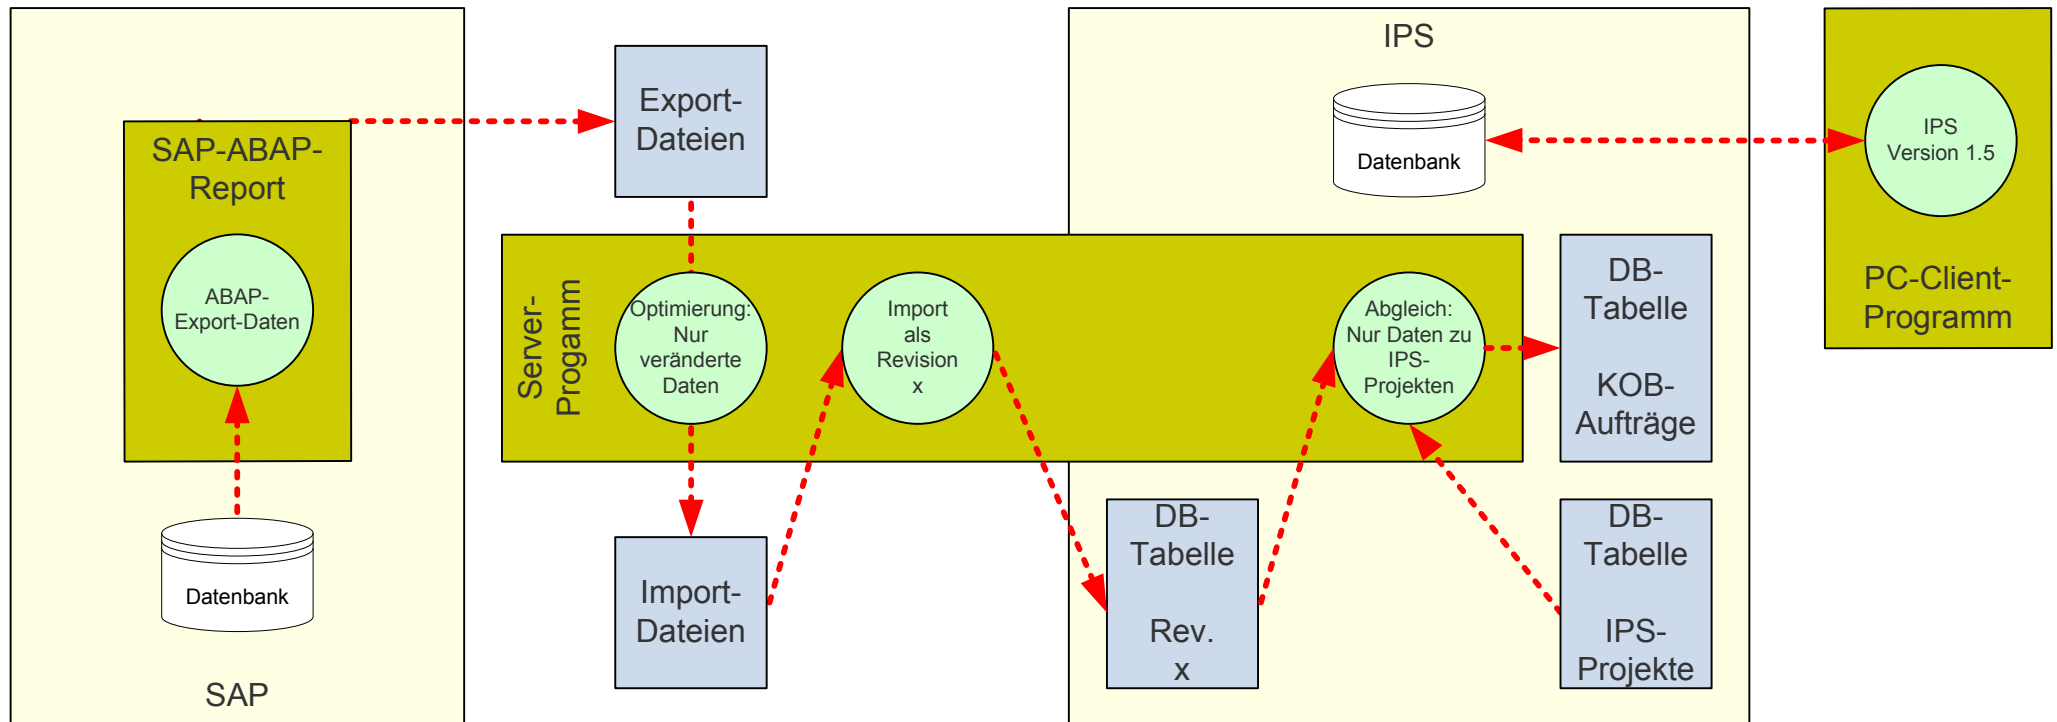 SAP-ABAP-
Report
ABAP-
Export-Daten
Datenbank
SAP
Export-
Dateien
Server-
Progamm
Optimierung:
Nur
veränderte
Daten
Import
als
Revision
x
Import-
Dateien
IPS
Datenbank
Abgleich:
Nur Daten zu
IPS-
Projekten
DB-
Tabelle
KOB-
Aufträge
DB-
Tabelle
Rev.
x
DB-
Tabelle
IPS-
Projekte
IPS
Version 1.5
PC-Client-
Programm